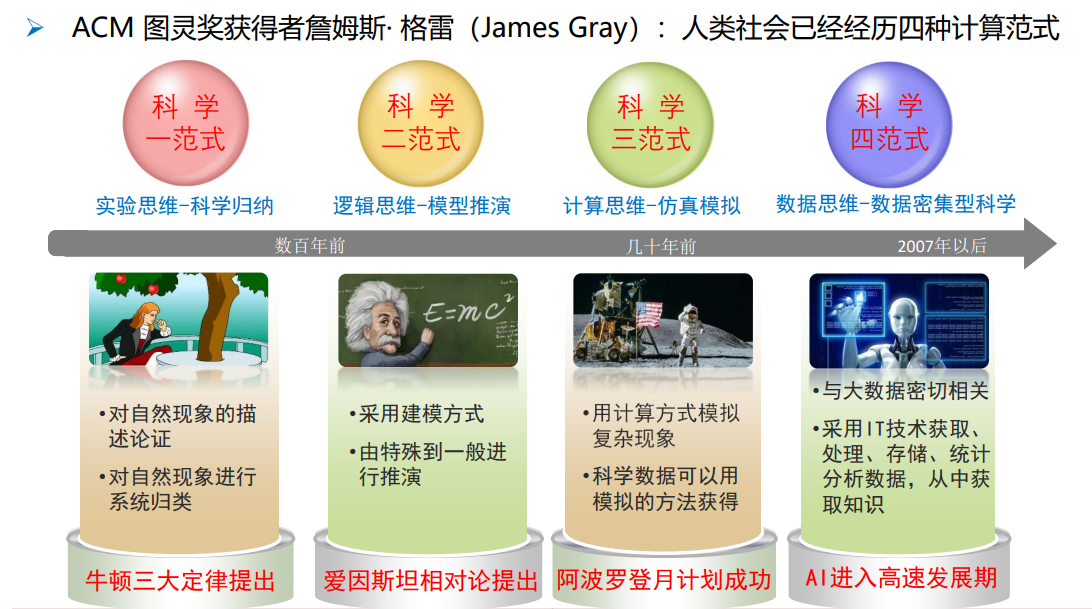 ACM 图灵奖获得者詹姆斯· 格雷（James Gray）：人类社会已经经历四种计算范式
科 学
一范式
科 学
二范式
科 学
三范式
科 学
四范式
实验思维-科学归纳
逻辑思维-模型推演
计算思维-仿真模拟
数据思维-数据密集型科学
数百年前
几十年前
2007年以后
E=mc²
•对自然现象的描
述论证
•对自然现象进行
系统归类
•采用建模方式
•由特殊到一般进
行推演
•用计算方式模拟
复杂现象
•科学数据可以用
模拟的方法获得
•与大数据密切相关
•采用IT技术获取、
处理、存储、统计
分析数据，从中获
取知识
牛顿三大定律提出
爱因斯坦相对论提出
阿波罗登月计划成功
AI进入高速发展期